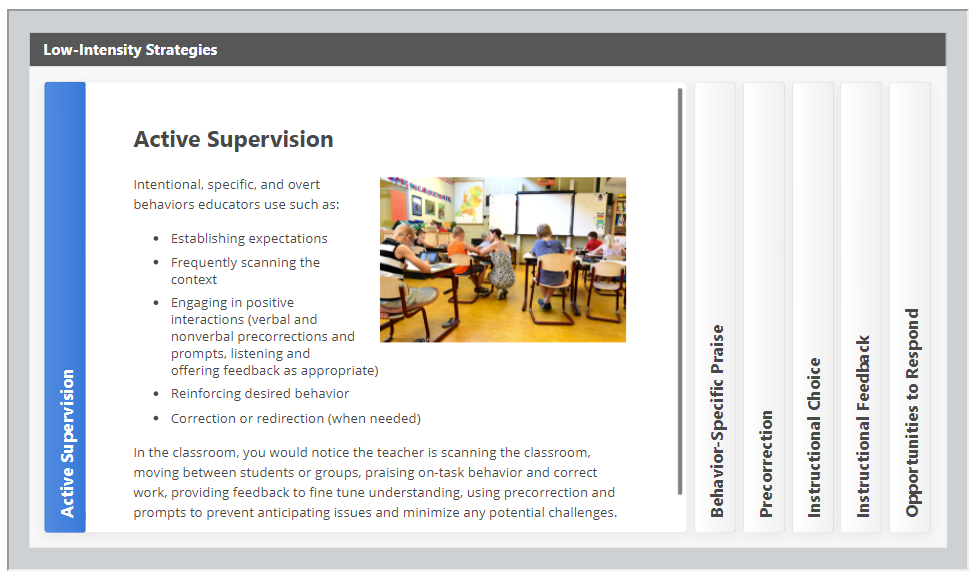 Low-Intensity Strategies
Active Supervision
Active Supervision
Intentional, specific, and overt
behaviors educators use such as:
• Establishing expectations
• Frequently scanning the
context
• Engaging in positive
interactions (verbal and
nonverbal precorrections and
prompts, listening and
offering feedback as appropriate)
• Reinforcing desired behavior
• Correction or redirection (when needed)
In the classroom, you would notice the teacher is scanning the classroom,
moving between students or groups, praising on-task behavior and correct
work, providing feedback to fine tune understanding, using precorrection and
prompts to prevent anticipating issues and minimize any potential challenges.
Behavior-Specific Praise
Precorrection
Instructional Choice
Instructional Feedback
Opportunities to Respond